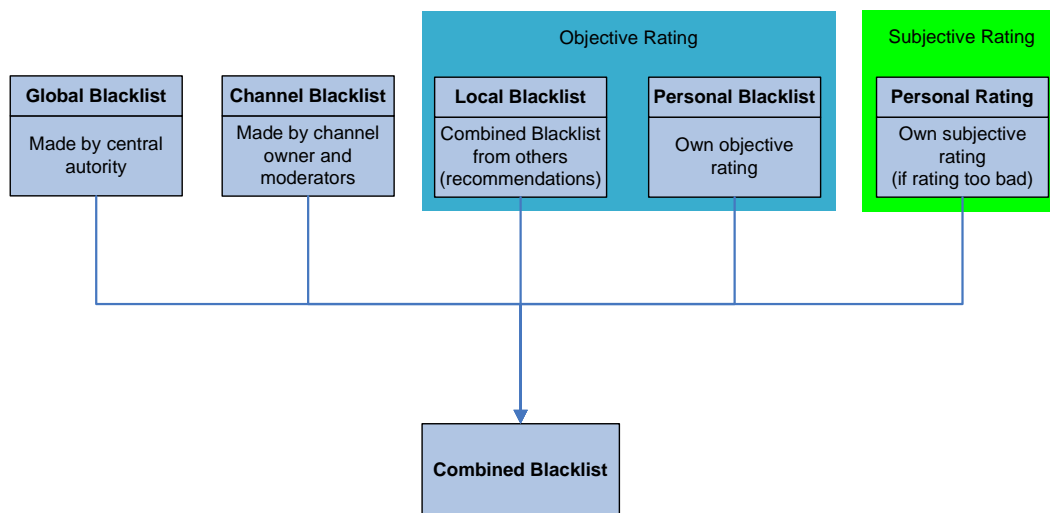 Objective Rating
Subjective Rating
Global Blacklist
Made by central
autority
Channel Blacklist
Made by channel
owner and
moderators
Local Blacklist
Combined Blacklist
from others
(recommendations)
Personal Blacklist
Own objective
rating
Personal Rating
Own subjective
rating
(if rating too bad)
Combined Blacklist